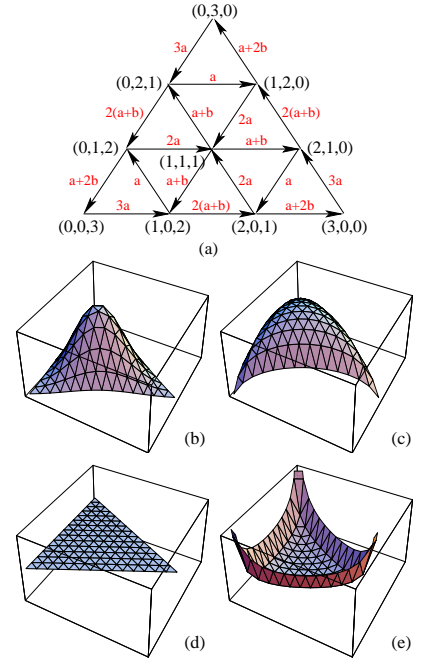 (0,3,0)
3a a+2b
(0,2,1) a (1,2,0)
2(a+b) a+b 2a 2(a+b)
(0,1,2) 2a a+b (2,1,0)
(1,1,1)
a+2b a a+b 2a a 3a
3a 2(a+b) a+2b
(0,0,3) (1,0,2) (2,0,1) (3,0,0)
(a)
(b) (c)
(d) (e)